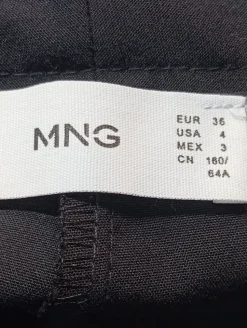 MNG
EUR 36
USA 4
MEX 3
CN 160/
64A